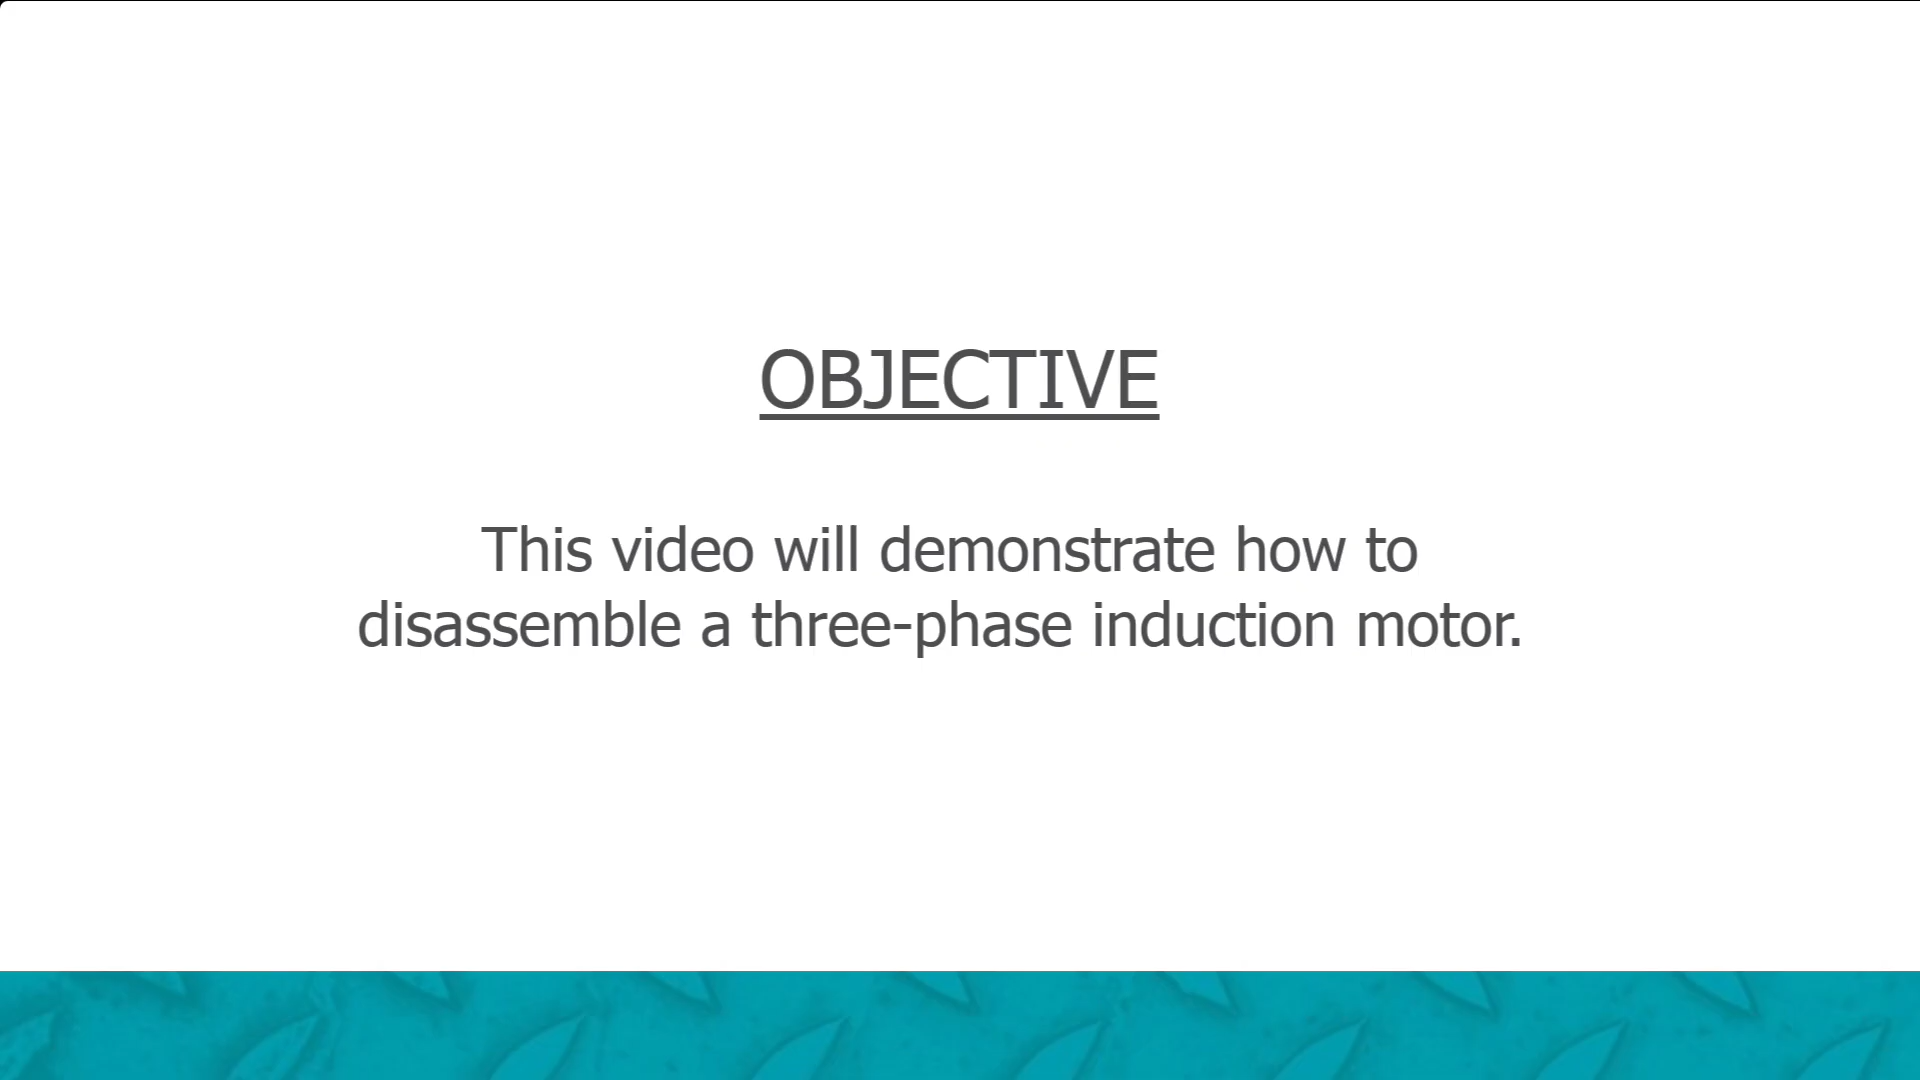 OBJECTIVE
This video will demonstrate how to
disassemble a three-phase induction motor.